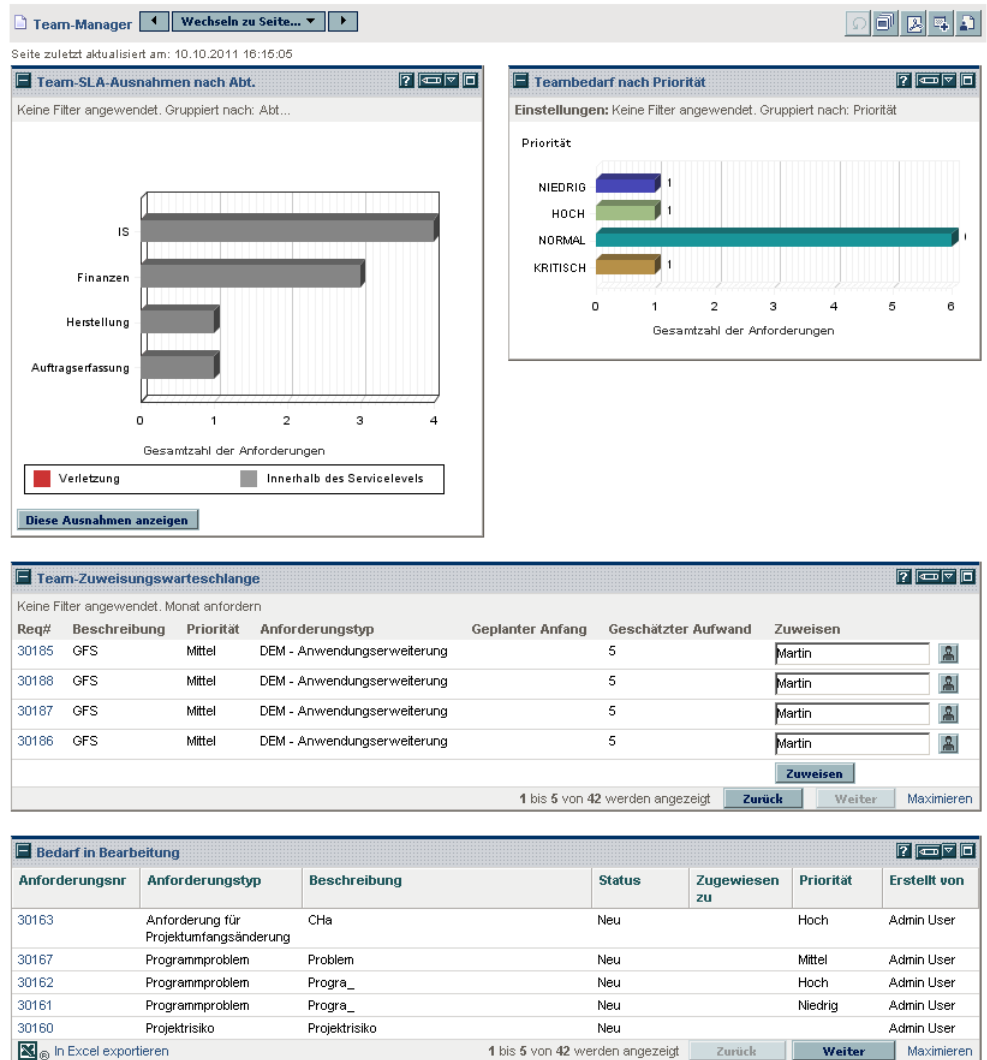 Team-Manager Wechseln zu Seite...
Seite zuletzt aktualisiert am: 10.10.2011 16:15:05
Team-SLA-Ausnahmen nach Abt. ?
Keine Filter angewendet. Gruppiert nach: Abt...
IS
Finanzen
Herstellung
Auftragserfassung
0 1 2 3 4
Gesamtzahl der Anforderungen
Verletzung Innerhalb des Servicelevels
Diese Ausnahmen anzeigen
Teambedarf nach Priorität ?
Einstellungen: Keine Filter angewendet. Gruppiert nach: Priorität
Priorität
NIEDRIG 1
HOCH 1
NORMAL
KRITISCH 1
0 1 2 3 4 5 6
Gesamtzahl der Anforderungen
Team-Zuweisungswarteschlange ?
Keine Filter angewendet. Monat anfordern
Req# Beschreibung Priorität Anforderungstyp Geplanter Anfang Geschätzter Aufwand Zuweisen
30185 GFS Mittel DEM - Anwendungserweiterung 5 Martin
30188 GFS Mittel DEM - Anwendungserweiterung 5 Martin
30187 GFS Mittel DEM - Anwendungserweiterung 5 Martin
30186 GFS Mittel DEM - Anwendungserweiterung 5 Martin
Zuweisen
1 bis 5 von 42 werden angezeigt Zurück Weiter Maximieren
Bedarf in Bearbeitung ?
Anforderungsnr Anforderungstyp Beschreibung Status Zugewiesen zu Priorität Erstellt von
30163 Anforderung für Projektumfangsänderung CHa Neu Hoch Admin User
30167 Programmproblem Problem Neu Mittel Admin User
30162 Programmproblem Progra_ Neu Hoch Admin User
30161 Programmproblem Progra_ Neu Niedrig Admin User
30160 Projektrisiko Projektrisiko Neu Admin User
® In Excel exportieren 1 bis 5 von 42 werden angezeigt Zurück Weiter Maximieren